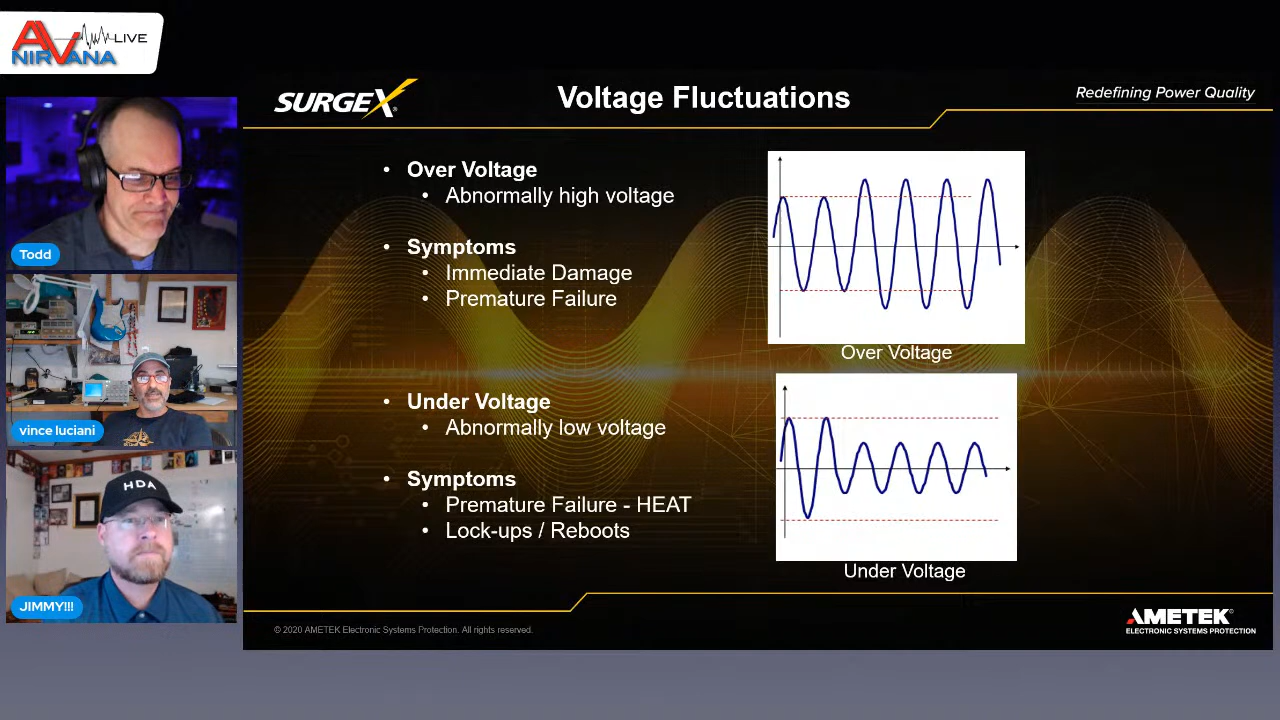 AV LIVE
NIRVANA
SURGEX®
Voltage Fluctuations
Redefining Power Quality
• Over Voltage
• Abnormally high voltage
• Symptoms
• Immediate Damage
• Premature Failure
Over Voltage
• Under Voltage
• Abnormally low voltage
• Symptoms
• Premature Failure - HEAT
• Lock-ups / Reboots
Under Voltage
© 2020 AMETEK Electronic Systems Protection. All rights reserved.
AMETEK®
ELECTRONIC SYSTEMS PROTECTION
Todd
vince luciani
HDA
JIMMY!!!